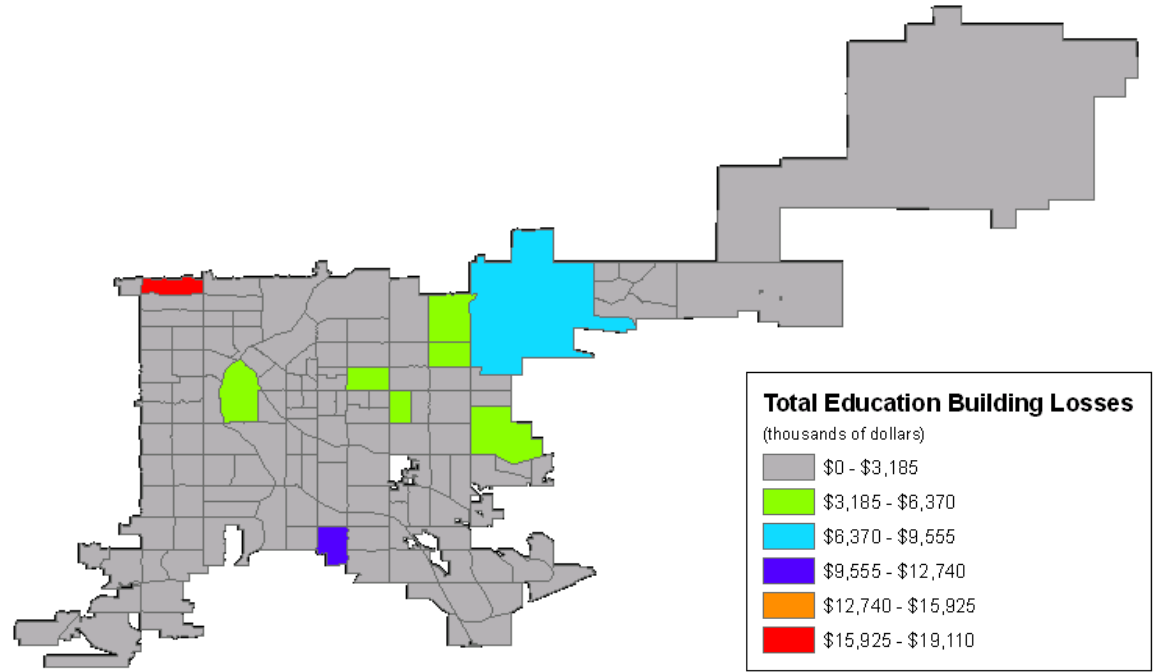 Total Education Building Losses
(thousands of dollars)
$0 - $3,185
$3,185 - $6,370
$6,370 - $9,555
$9,555 - $12,740
$12,740 - $15,925
$15,925 - $19,110